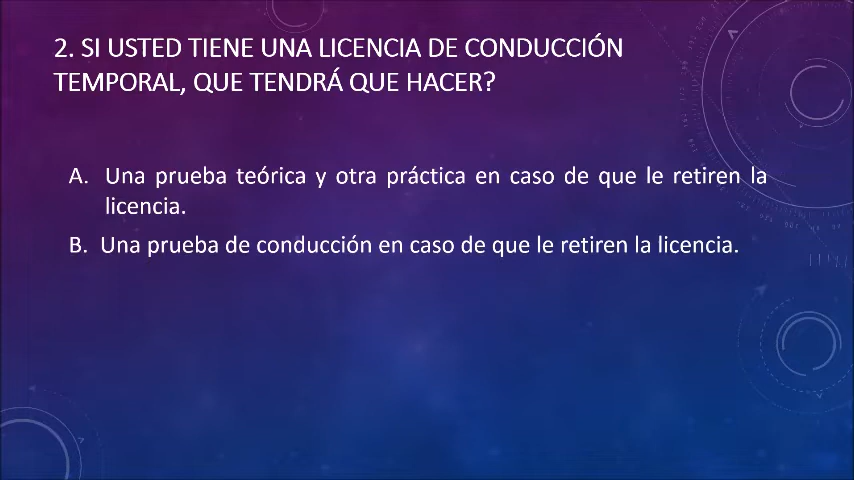 2. SI USTED TIENE UNA LICENCIA DE CONDUCCIÓN
TEMPORAL, QUE TENDRÁ QUE HACER?
A. Una prueba teórica y otra práctica en caso de que le retiren la
licencia.
B. Una prueba de conducción en caso de que le retiren la licencia.